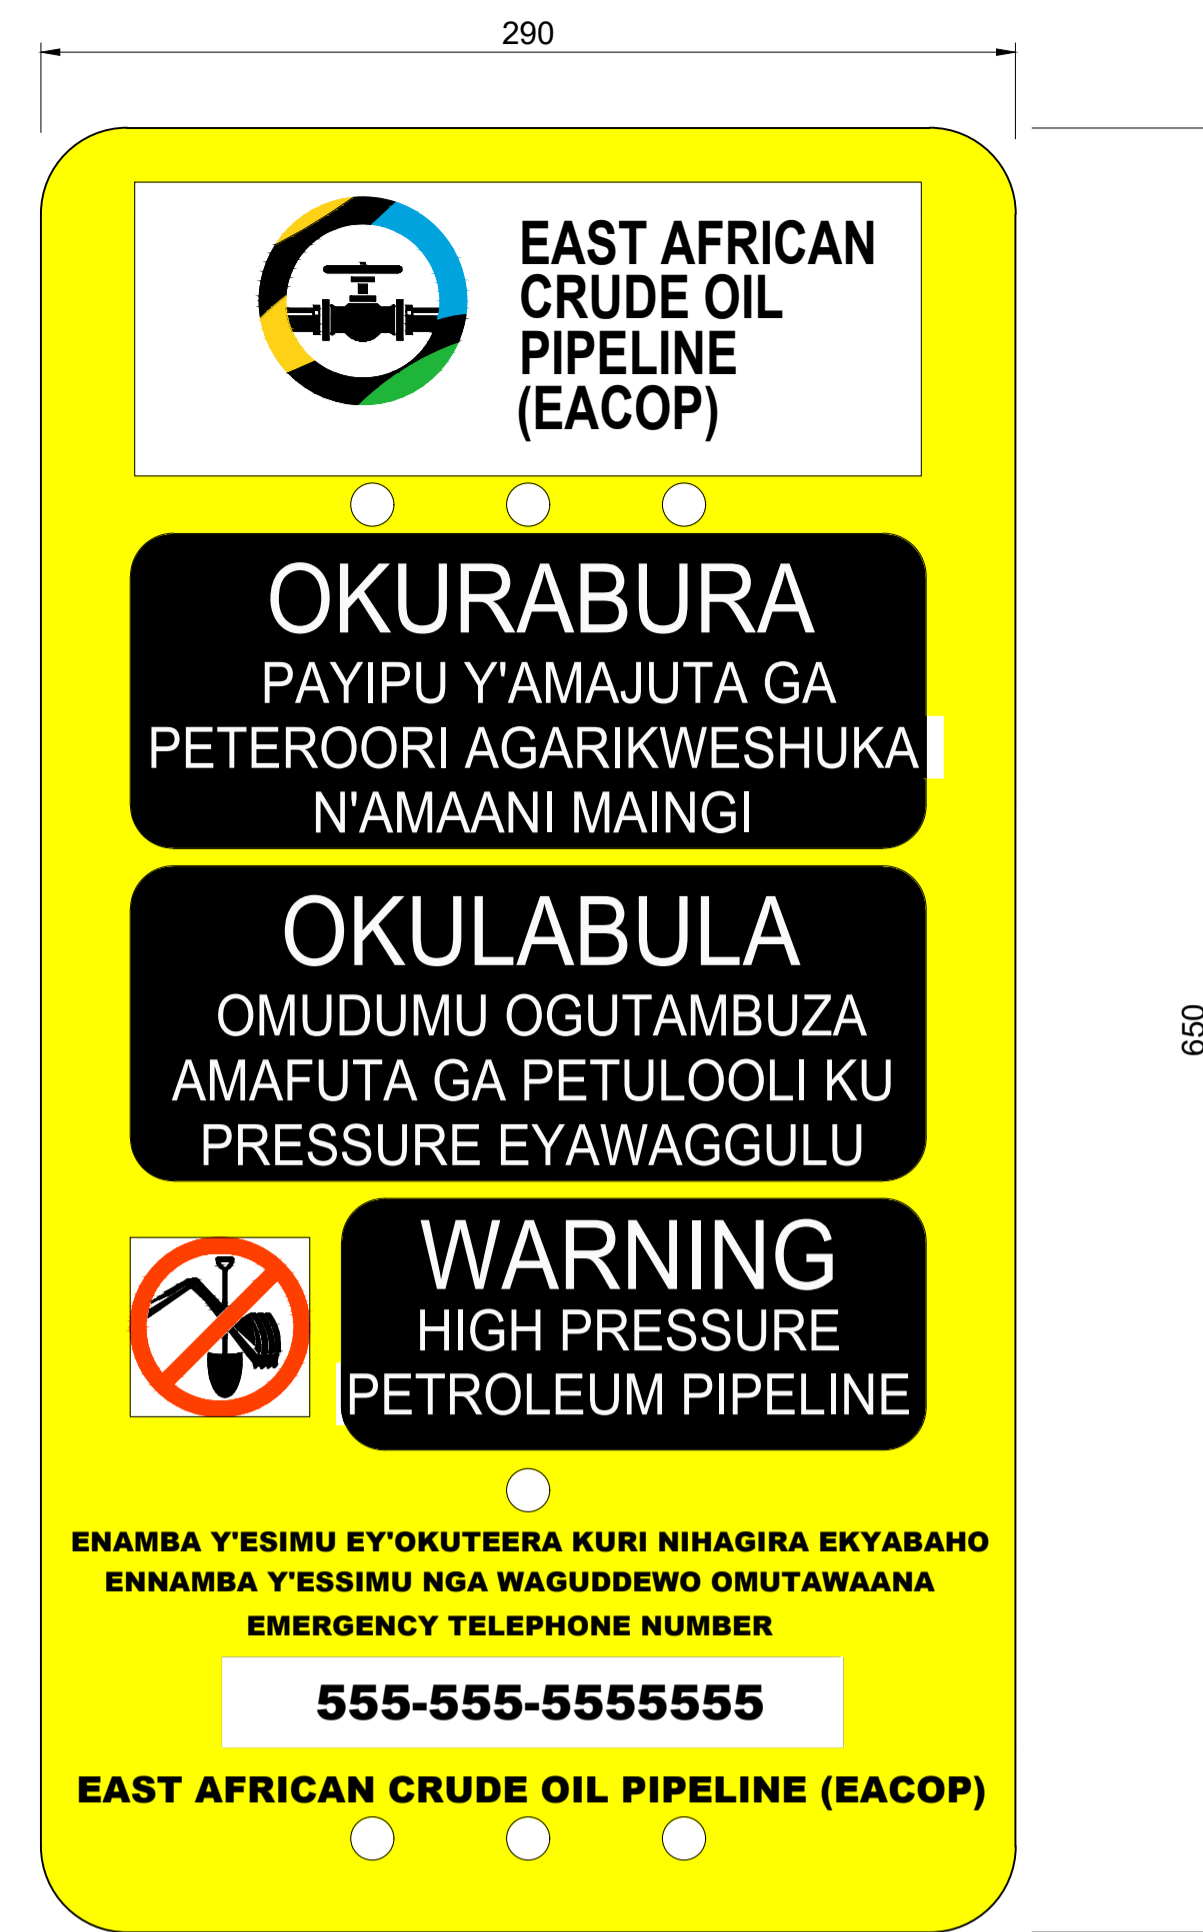 290
EAST AFRICAN
CRUDE OIL
PIPELINE
(EACOP)
OKURABURA
PAYIPU Y'AMAJUTA GA
PETEROORI AGARIKWESHUKA
N'AMAANI MAINGI
OKULABULA
OMUDUMU OGUTAMBUZA
AMAFUTA GA PETULOOLI KU
PRESSURE EYAWAGGULU
650
WARNING
HIGH PRESSURE
PETROLEUM PIPELINE
ENAMBA Y'ESIMU EY'OKUTEERA KURI NIHAGIRA EKYABAHO
ENNAMBA Y'ESSIMU NGA WAGUDDEWO OMUTAWAANA
EMERGENCY TELEPHONE NUMBER
555-555-5555555
EAST AFRICAN CRUDE OIL PIPELINE (EACOP)